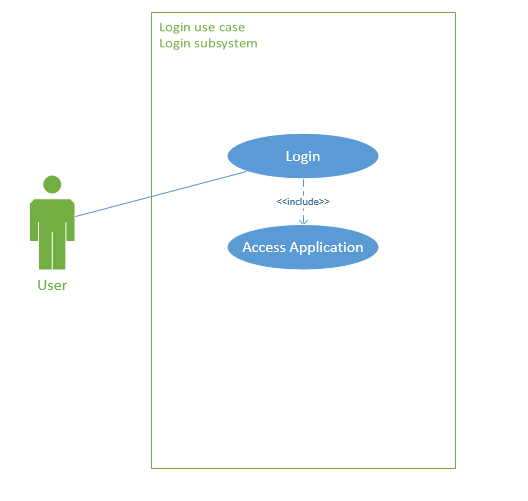 Login use case
Login subsystem
Login
<<include>>
Access Application
User